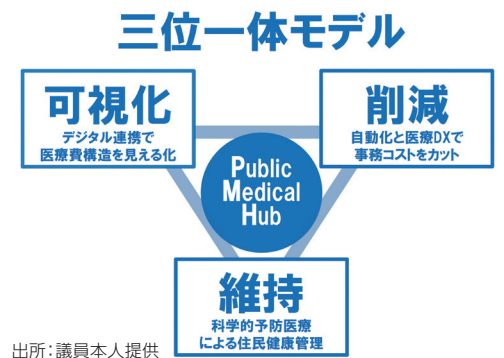 三位一体モデル
可視化
デジタル連携で
医療費構造を見える化
削減
自動化と医療DXで
事務コストをカット
Public
Medical
Hub
維持
科学的予防医療
による住民健康管理
出所：議員本人提供